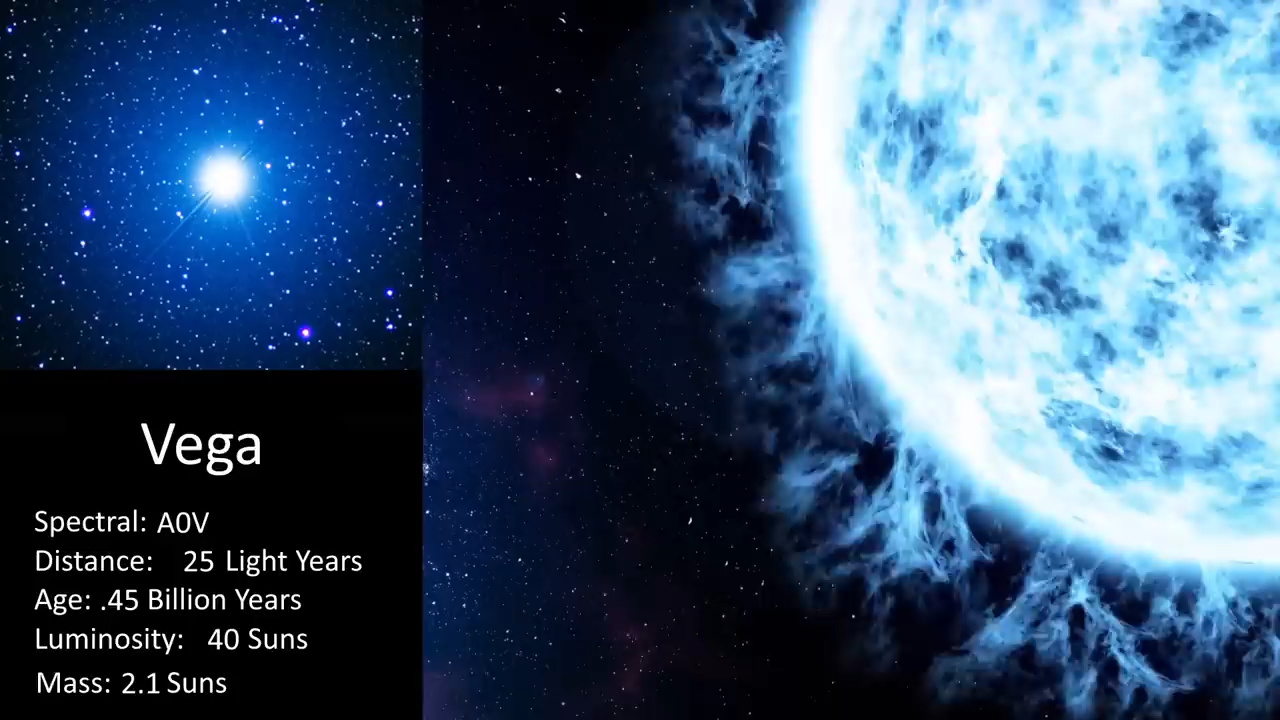 Vega
Spectral: A0V
Distance: 25 Light Years
Age: .45 Billion Years
Luminosity: 40 Suns
Mass: 2.1 Suns